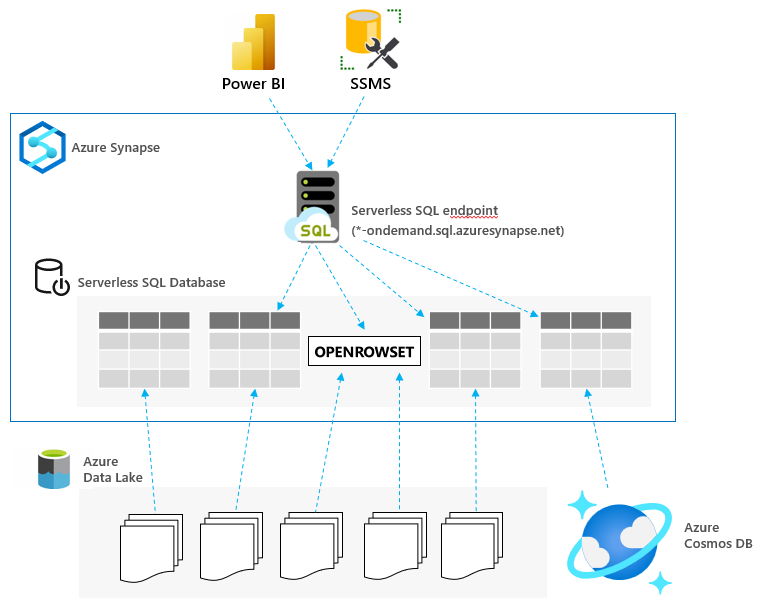 Power BI
SSMS
Azure Synapse
SQL
Serverless SQL endpoint
(*-ondemand.sql.azuresynapse.net)
Serverless SQL Database
OPENROWSET
Azure
Data Lake
Azure
Cosmos DB